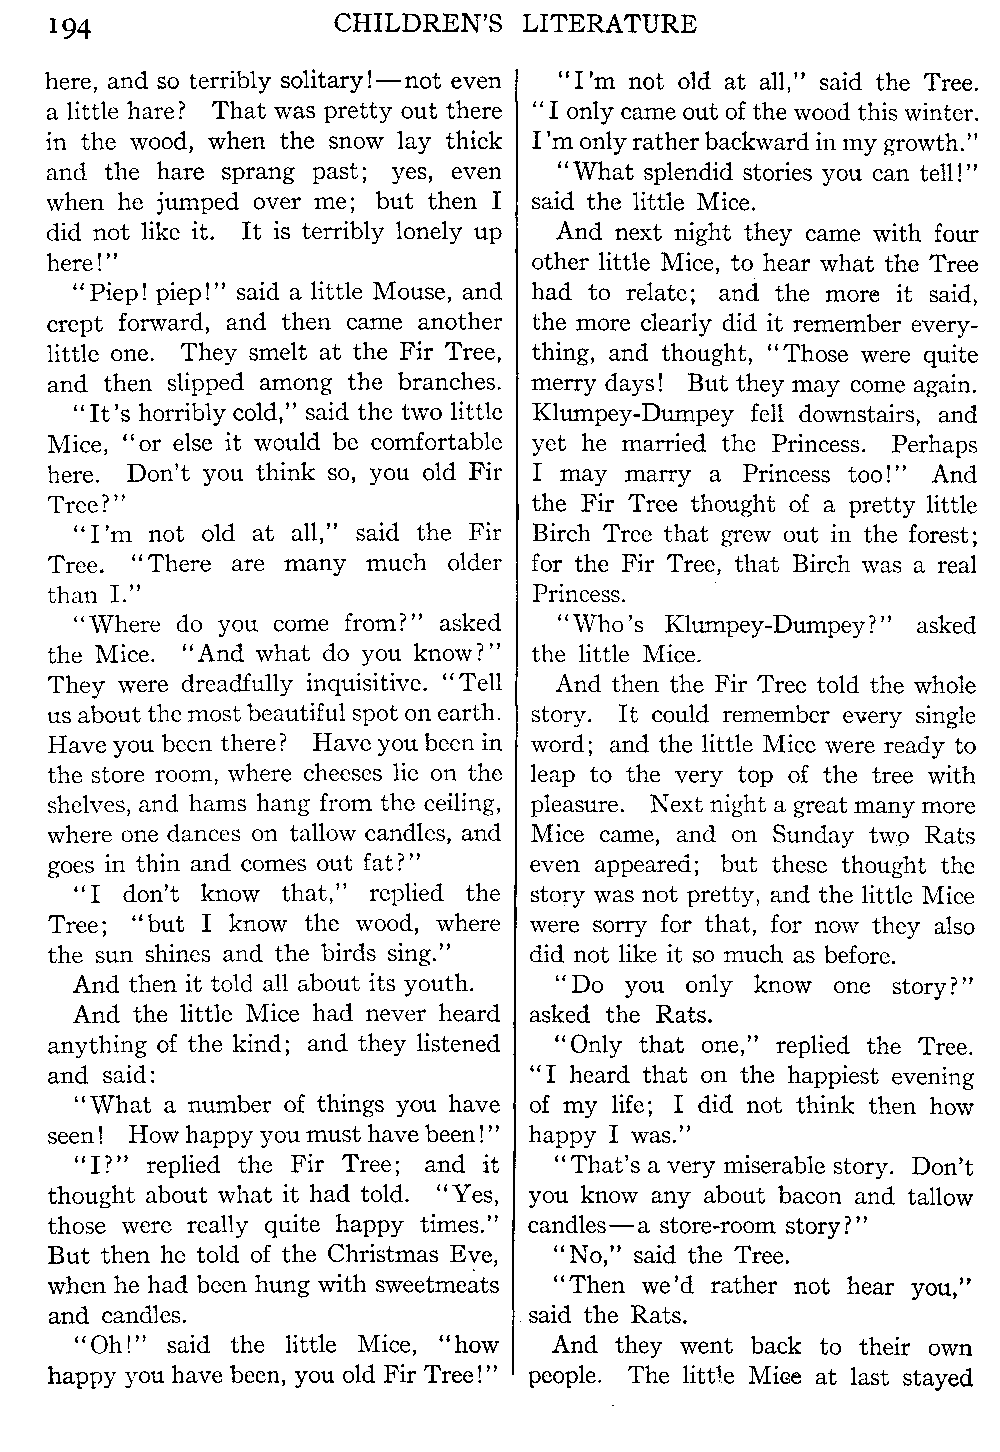 194 CHILDREN'S LITERATURE
here, and so terribly solitary!—not even
a little hare? That was pretty out there
in the wood, when the snow lay thick
and the hare sprang past; yes, even
when he jumped over me; but then I
did not like it. It is terribly lonely up
here!"
"Piep! piep!" said a little Mouse, and
crept forward, and then came another
little one. They smelt at the Fir Tree,
and then slipped among the branches.
"It's horribly cold," said the two little
Mice, "or else it would be comfortable
here. Don't you think so, you old Fir
Tree?"
"I'm not old at all," said the Fir
Tree. "There are many much older
than I."
"Where do you come from?" asked
the Mice. "And what do you know?"
They were dreadfully inquisitive. "Tell
us about the most beautiful spot on earth.
Have you been there? Have you been in
the store room, where cheeses lie on the
shelves, and hams hang from the ceiling,
where one dances on tallow candles, and
goes in thin and comes out fat?"
"I don't know that," replied the
Tree; "but I know the wood, where
the sun shines and the birds sing."
And then it told all about its youth.
And the little Mice had never heard
anything of the kind; and they listened
and said:
"What a number of things you have
seen! How happy you must have been!"
"I?" replied the Fir Tree; and it
thought about what it had told. "Yes,
those were really quite happy times."
But then he told of the Christmas Eve,
when he had been hung with sweetmeats
and candles.
"Oh!" said the little Mice, "how
happy you have been, you old Fir Tree!"
"I'm not old at all," said the Tree.
"I only came out of the wood this winter.
I'm only rather backward in my growth."
"What splendid stories you can tell!"
said the little Mice.
And next night they came with four
other little Mice, to hear what the Tree
had to relate; and the more it said,
the more clearly did it remember every-
thing, and thought, "Those were quite
merry days! But they may come again.
Klumpey-Dumpey fell downstairs, and
yet he married the Princess. Perhaps
I may marry a Princess too!" And
the Fir Tree thought of a pretty little
Birch Tree that grew out in the forest;
for the Fir Tree, that Birch was a real
Princess.
"Who's Klumpey-Dumpey?" asked
the little Mice.
And then the Fir Tree told the whole
story. It could remember every single
word; and the little Mice were ready to
leap to the very top of the tree with
pleasure. Next night a great many more
Mice came, and on Sunday two Rats
even appeared; but these thought the
story was not pretty, and the little Mice
were sorry for that, for now they also
did not like it so much as before.
"Do you only know one story?"
asked the Rats.
"Only that one," replied the Tree.
"I heard that on the happiest evening
of my life; I did not think then how
happy I was."
"That's a very miserable story. Don't
you know any about bacon and tallow
candles—a store-room story?"
"No," said the Tree.
"Then we'd rather not hear you,"
said the Rats.
And they went back to their own
people. The little Mice at last stayed